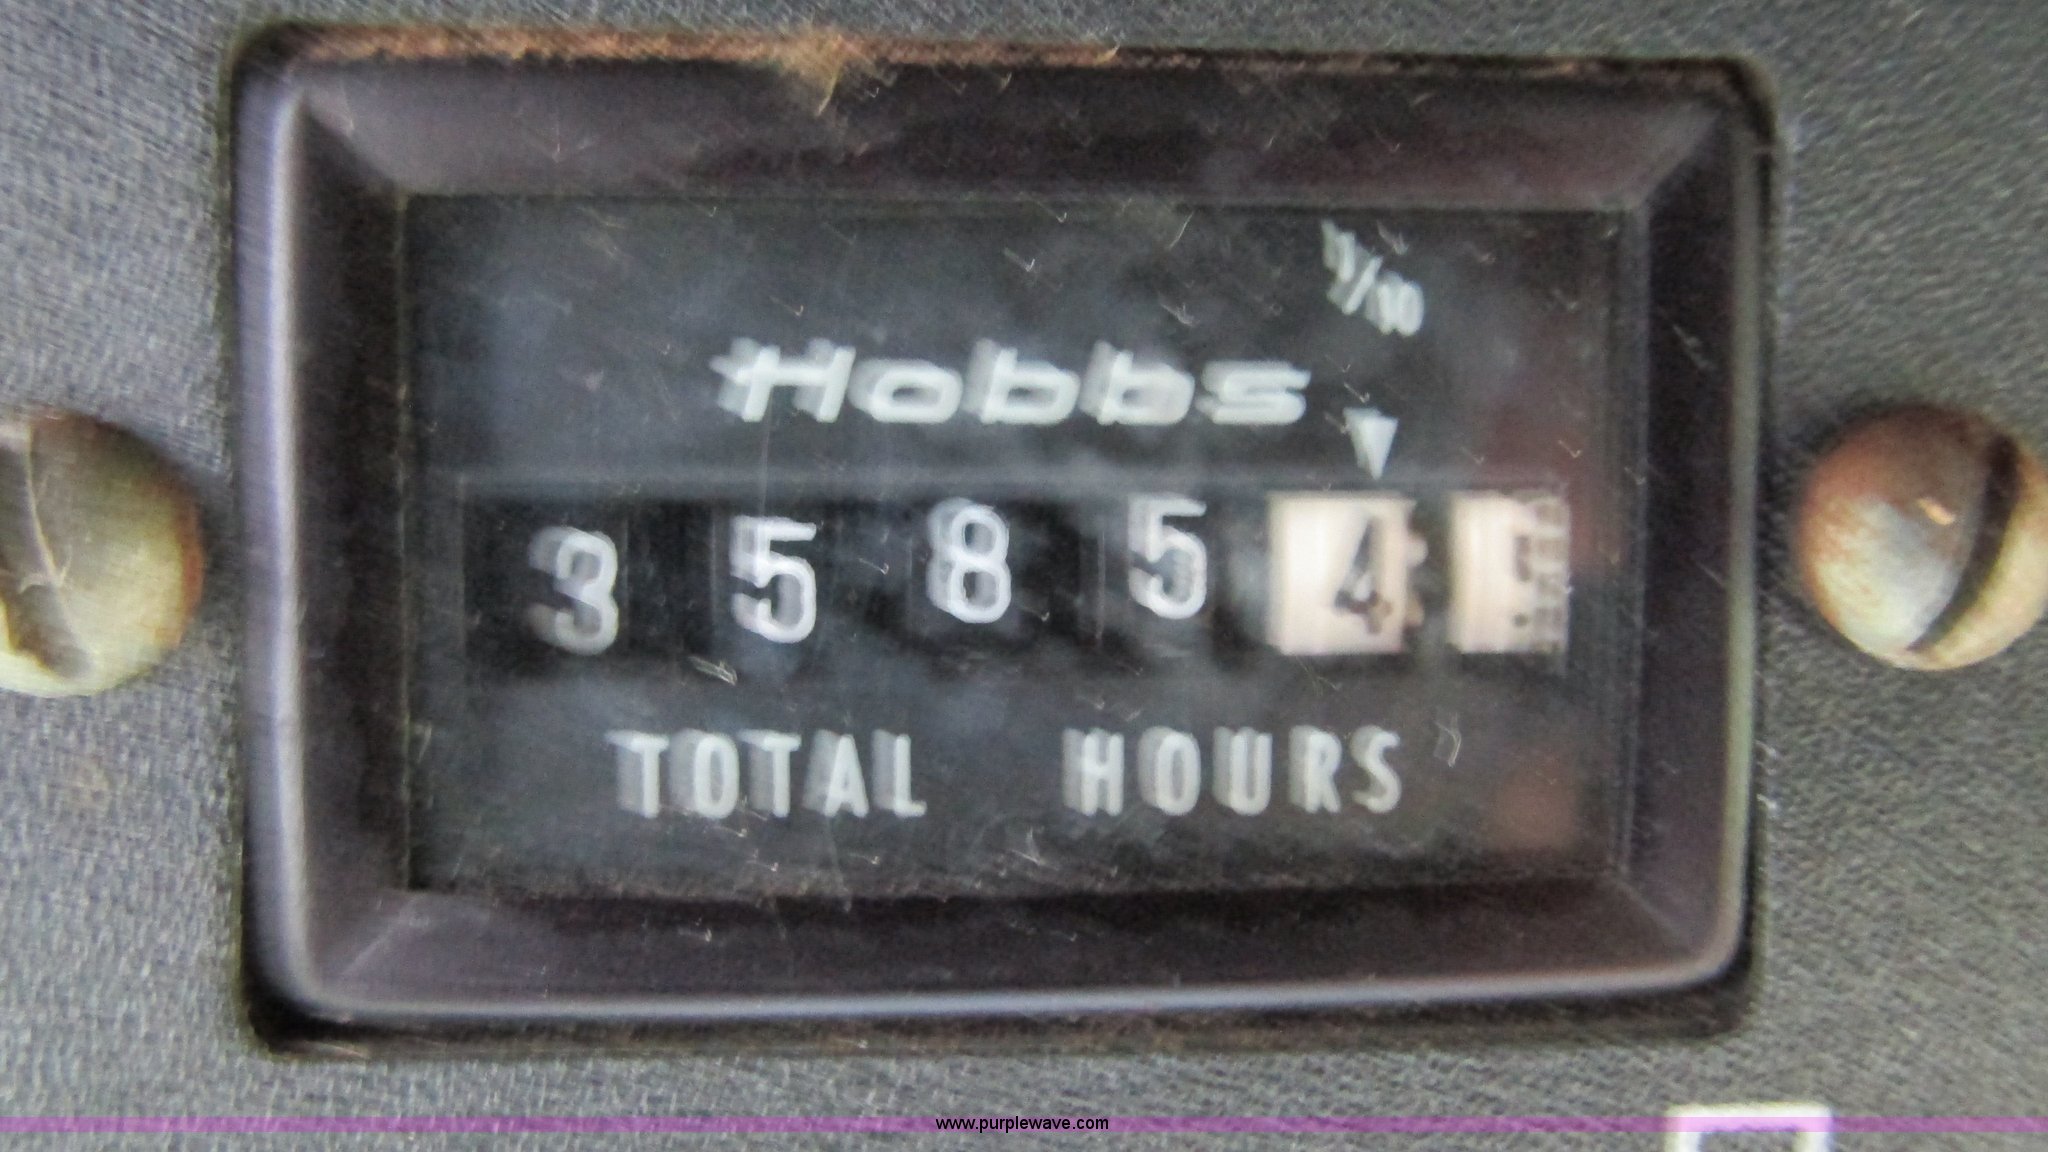 1/10
Hobbs
3 5 8 5 4
TOTAL HOURS
www.purplewave.com